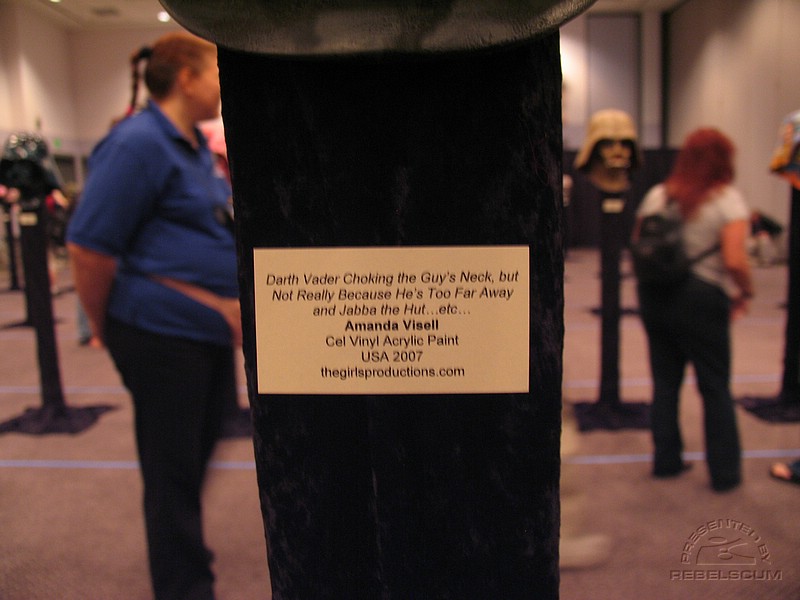 Darth Vader Choking the Guy's Neck, but
Not Really Because He's Too Far Away
and Jabba the Hut...etc...
Amanda Visell
Cel Vinyl Acrylic Paint
USA 2007
thegirlsproductions.com
PRESENTED BY
REBELSCUM